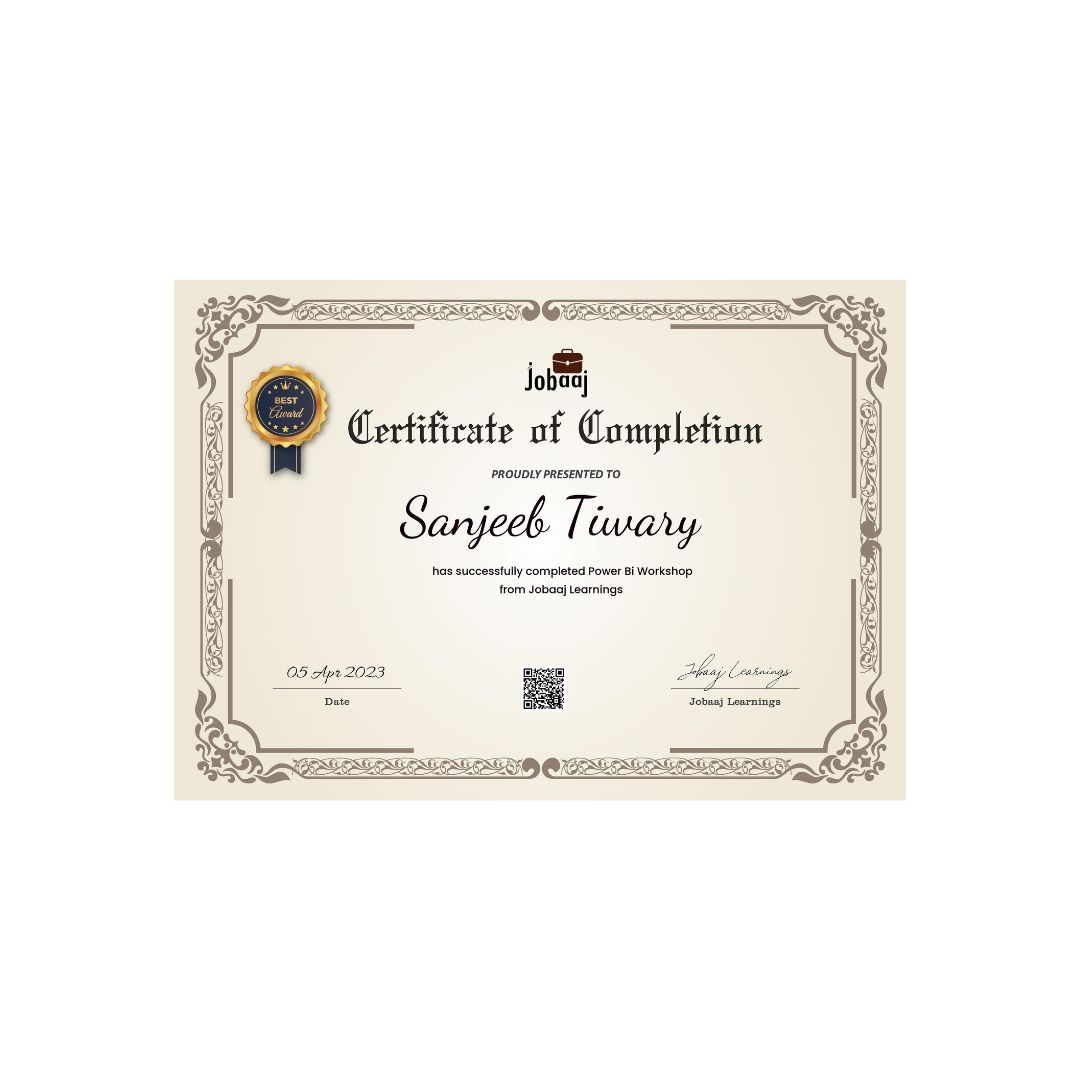 Jobaaj
BEST
Award
Certificate of Completion
PROUDLY PRESENTED TO
Sanjeeb Tiwary
has successfully completed Power Bi Workshop
from Jobaaj Learnings
05 Apr 2023
Jobaaj Learnings
Date
Jobaaj Learnings